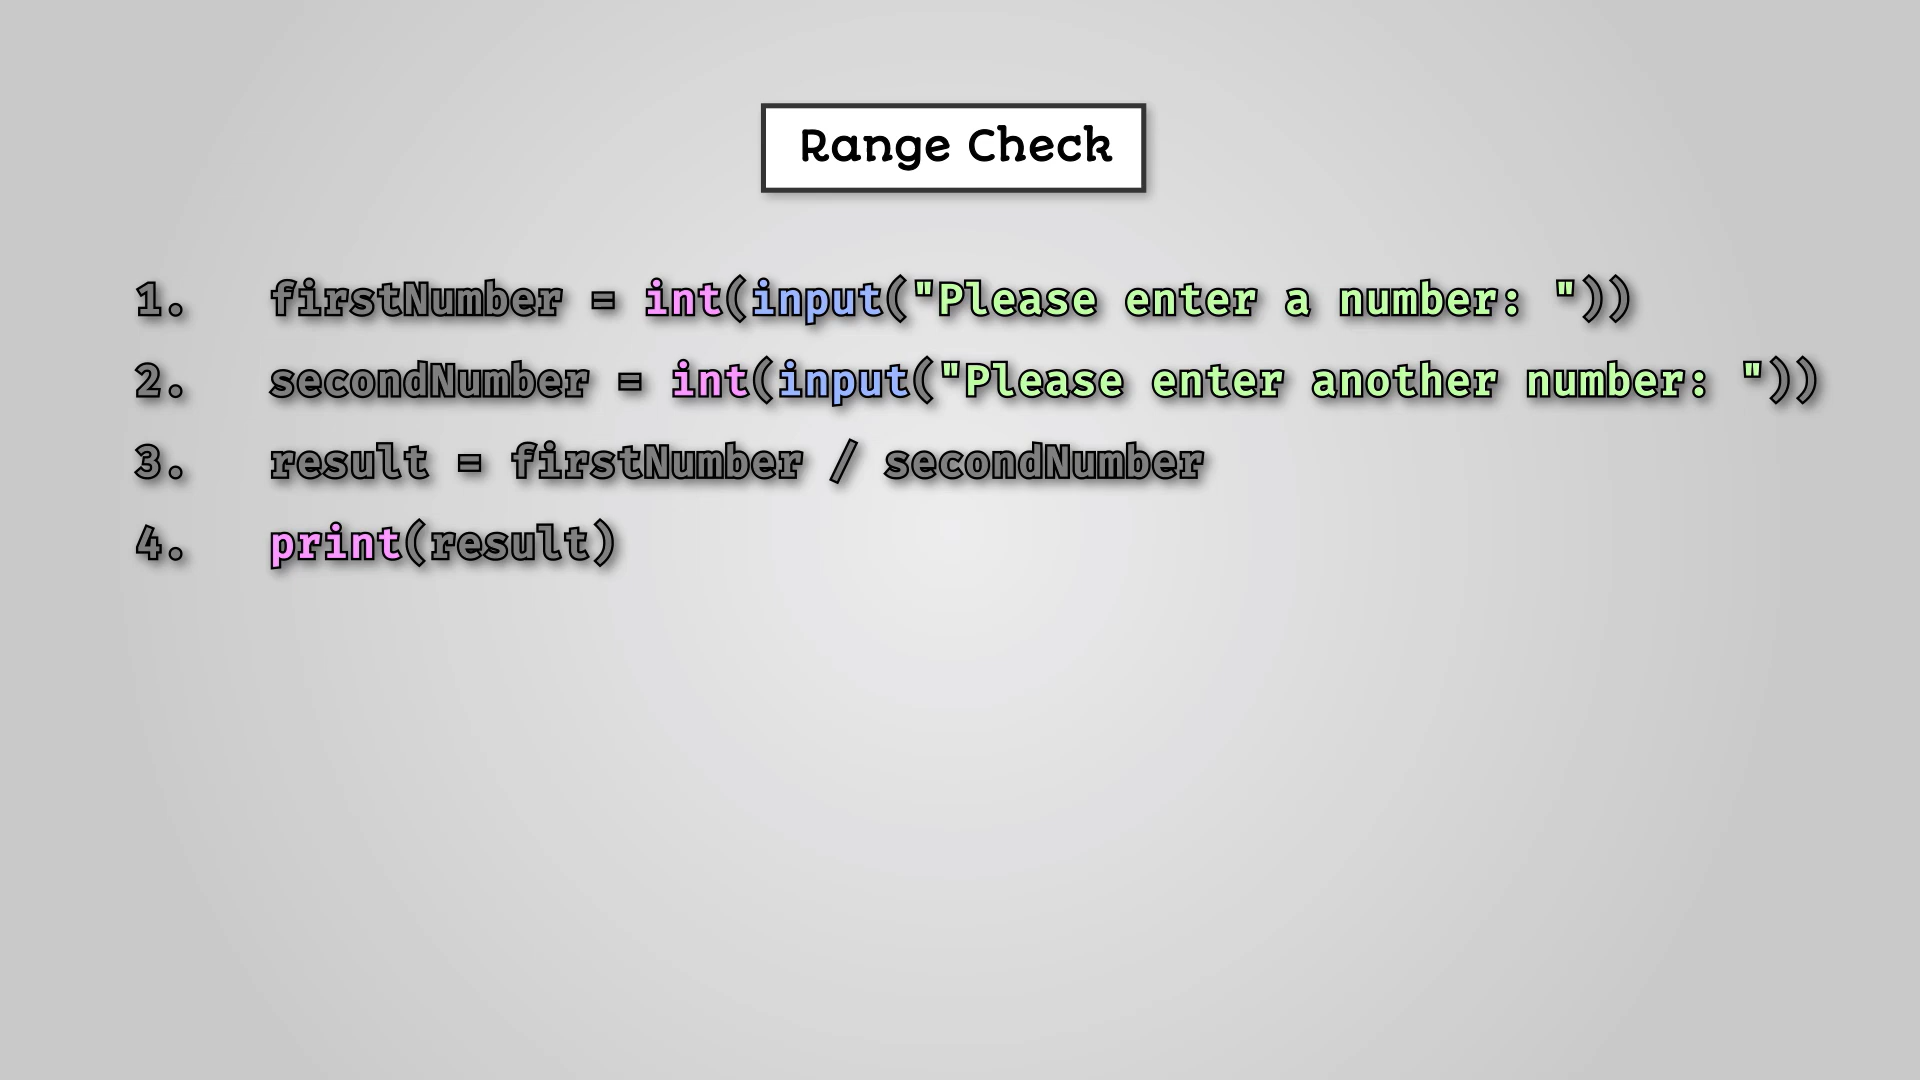 Range Check
1. firstNumber = int(input("Please enter a number: "))
2. secondNumber = int(input("Please enter another number: "))
3. result = firstNumber / secondNumber
4. print(result)